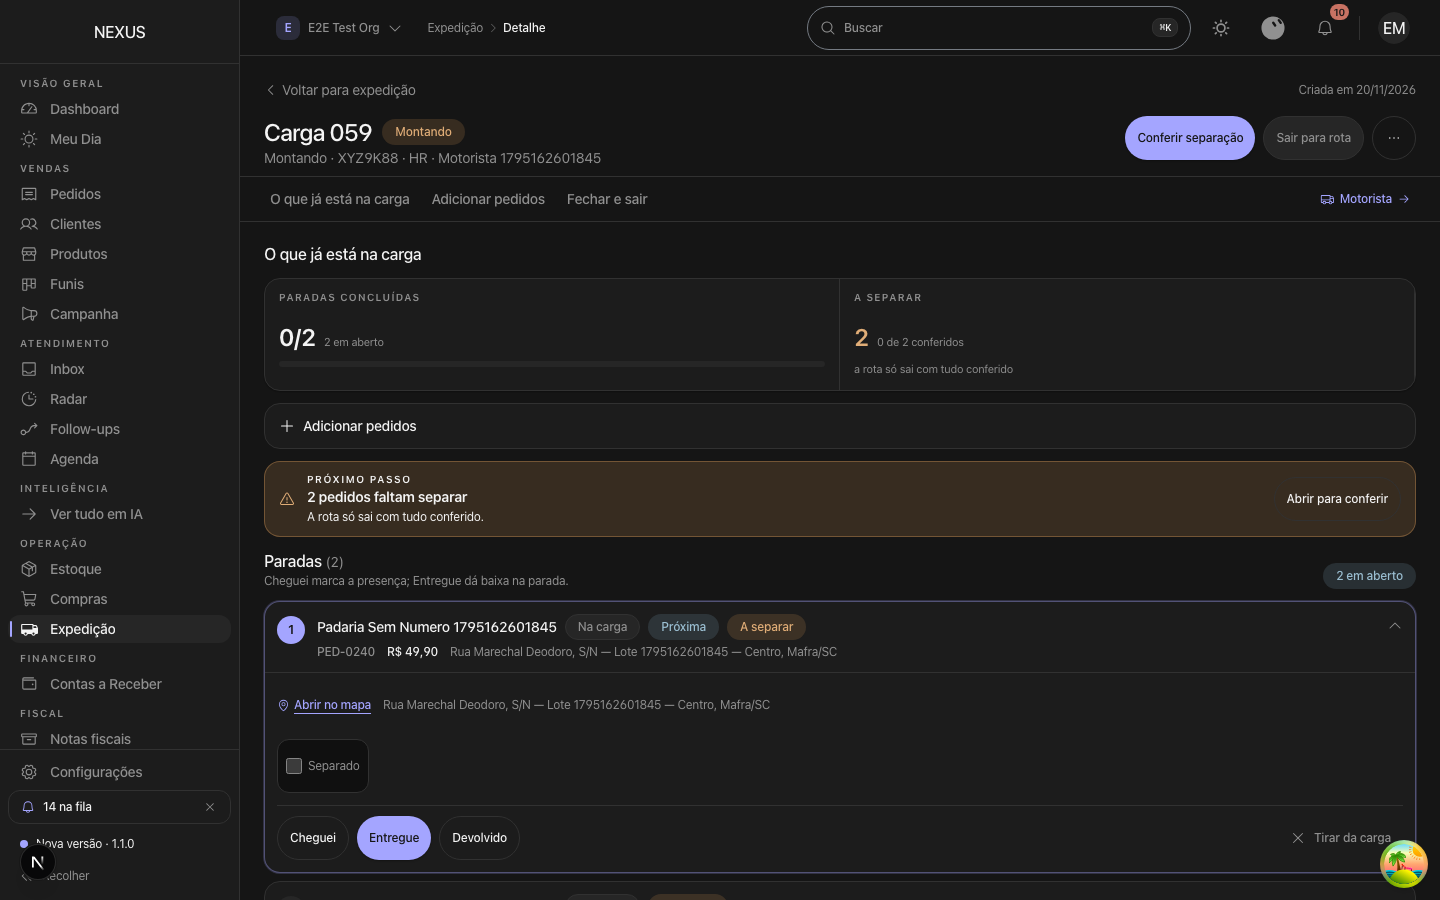 NEXUS
VISÃO GERAL
Dashboard
Meu Dia
VENDAS
Pedidos
Clientes
Produtos
Funis
Campanha
ATENDIMENTO
Inbox
Radar
Follow-ups
Agenda
INTELIGÊNCIA
Ver tudo em IA
OPERAÇÃO
Estoque
Compras
Expedição
FINANCEIRO
Contas a Receber
FISCAL
Notas fiscais
Configurações
14 na fila
Nova versão · 1.1.0
N
E E2E Test Org Expedição Detalhe
Buscar ⌘K
10
EM
Voltar para expedição
Criada em 20/11/2026
Carga 059 Montando
Montando · XYZ9K88 · HR · Motorista 1795162601845
Conferir separação Sair para rota ...
O que já está na carga Adicionar pedidos Fechar e sair Motorista →
O que já está na carga
PARADAS CONCLUÍDAS
0/2 2 em aberto
A SEPARAR
2 0 de 2 conferidos
a rota só sai com tudo conferido
Adicionar pedidos
PRÓXIMO PASSO
2 pedidos faltam separar
A rota só sai com tudo conferido.
Abrir para conferir
Paradas (2)
Cheguei marca a presença; Entregue dá baixa na parada.
2 em aberto
1 Padaria Sem Numero 1795162601845 Na carga Próxima A separar
PED-0240 R$ 49,90 Rua Marechal Deodoro, S/N — Lote 1795162601845 — Centro, Mafra/SC
Abrir no mapa Rua Marechal Deodoro, S/N — Lote 1795162601845 — Centro, Mafra/SC
Separado
Cheguei Entregue Devolvido
Tirar da carga